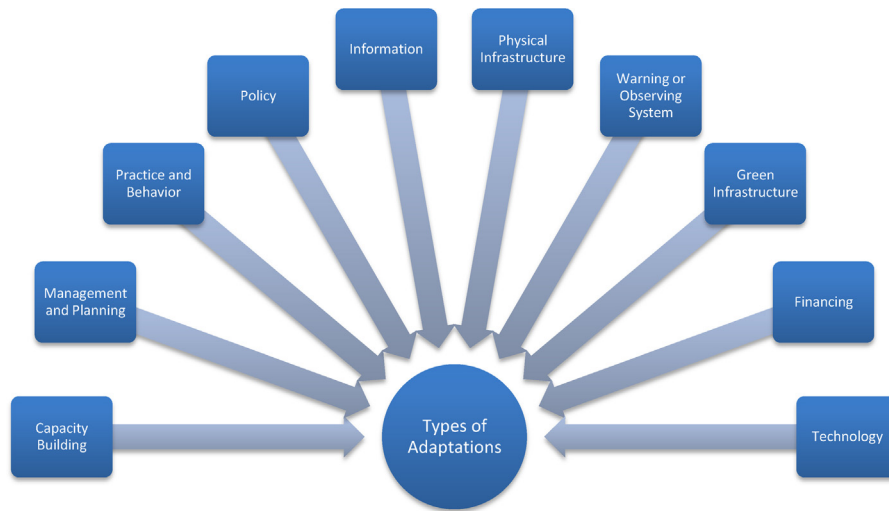 Information
Physical
Infrastructure
Policy
Warning or
Observing
System
Practice and
Behavior
Green
Infrastructure
Management
and Planning
Financing
Capacity
Building
Types of
Adaptations
Technology